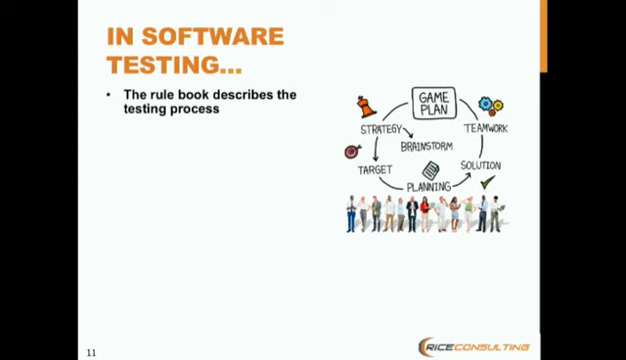 IN SOFTWARE
TESTING...
• The rule book describes the
testing process
GAME
PLAN
STRATEGY
TEAMWORK
BRAINSTORM
TARGET
SOLUTION
PLANNING
11
RICECONSULTING